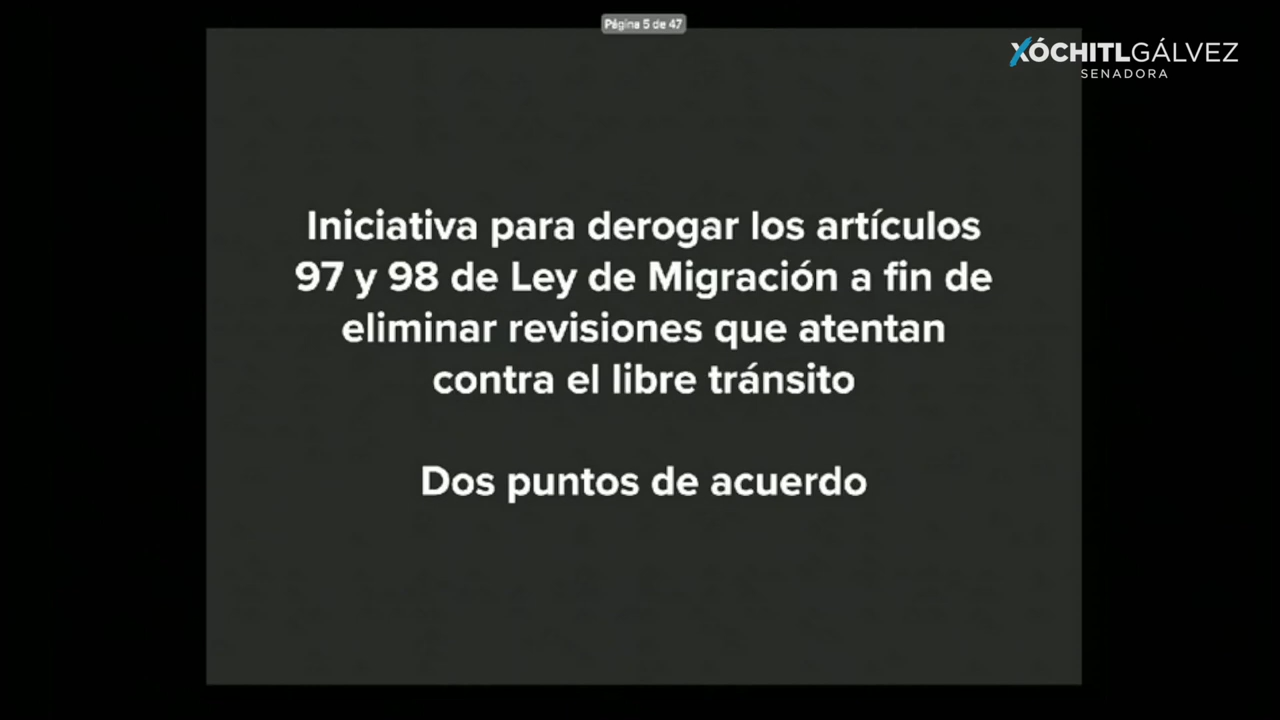 Página 5 de 47
XÓCHITLGÁLVEZ
SENADORA
Iniciativa para derogar los artículos
97 y 98 de Ley de Migración a fin de
eliminar revisiones que atentan
contra el libre tránsito
Dos puntos de acuerdo